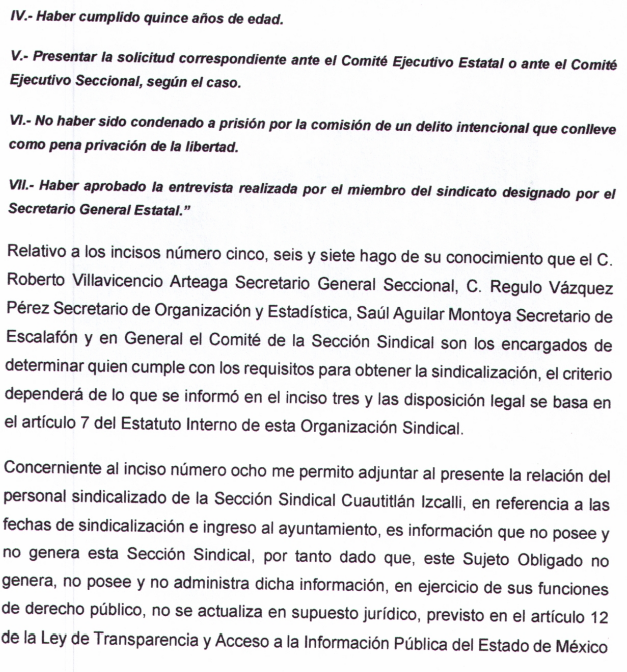 IV.- Haber cumplido quince años de edad.
V.- Presentar la solicitud correspondiente ante el Comité Ejecutivo Estatal o ante el Comité
Ejecutivo Seccional, según el caso.
VI.- No haber sido condenado a prisión por la comisión de un delito intencional que conlleve
como pena privación de la libertad.
VII.- Haber aprobado la entrevista realizada por el miembro del sindicato designado por el
Secretario General Estatal."
Relativo a los incisos número cinco, seis y siete hago de su conocimiento que el C.
Roberto Villavicencio Arteaga Secretario General Seccional, C. Regulo Vázquez
Pérez Secretario de Organización y Estadística, Saúl Aguilar Montoya Secretario de
Escalafón y en General el Comité de la Sección Sindical son los encargados de
determinar quien cumple con los requisitos para obtener la sindicalización, el criterio
dependerá de lo que se informó en el inciso tres y las disposición legal se basa en
el artículo 7 del Estatuto Interno de esta Organización Sindical.
Concerniente al inciso número ocho me permito adjuntar al presente la relación del
personal sindicalizado de la Sección Sindical Cuautitlán Izcalli, en referencia a las
fechas de sindicalización e ingreso al ayuntamiento, es información que no posee y
no genera esta Sección Sindical, por tanto dado que, este Sujeto Obligado no
genera, no posee y no administra dicha información, en ejercicio de sus funciones
de derecho público, no se actualiza en supuesto jurídico, previsto en el artículo 12
de la Ley de Transparencia y Acceso a la Información Pública del Estado de México